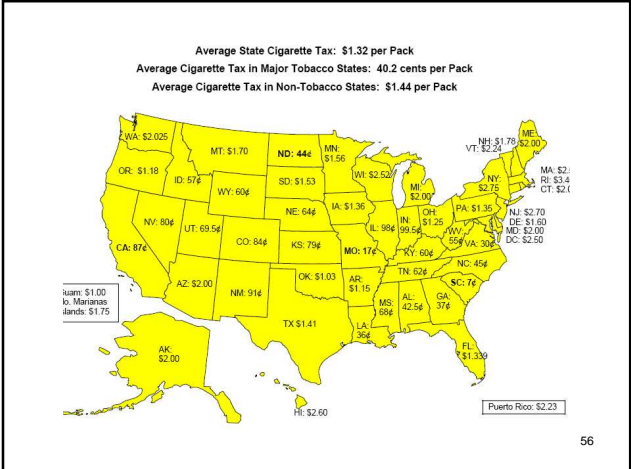 Average State Cigarette Tax: $1.32 per Pack
Average Cigarette Tax in Major Tobacco States: 40.2 cents per Pack
Average Cigarette Tax in Non-Tobacco States: $1.44 per Pack
WA: $2.025
MT: $1.70
ND: 44¢
MN:
$1.56
NH: $1.78
VT: $2.24
ME:
$2.00
OR: $1.18
ID: 57¢
WY: 60¢
SD: $1.53
WI: $2.52
MI:
$2.00
NY:
$2.75
MA:
RI:
CT:
NV: 80¢
UT: 69.5¢
CO: 84¢
NE: 64¢
IA: $1.36
IL: 98¢
IN:
99.5¢
OH:
$1.25
PA: $1.35
NJ: $2.70
DE: $1.60
MD: $2.00
DC: $2.50
CA: 87¢
KS: 79¢
MO: 17¢
KY: 60¢
WV:
55¢
VA: 30¢
AZ: $2.00
NM: 91¢
OK: $1.03
AR:
$1.15
TN: 62¢
NC: 45¢
SC: 7¢
TX $1.41
LA:
36¢
MS:
68¢
AL:
42.5¢
GA:
37¢
FL:
$1.339
$1.00
Marianas
$1.75
AK:
$2.00
HI: $2.60
Puerto Rico: $2.23
56